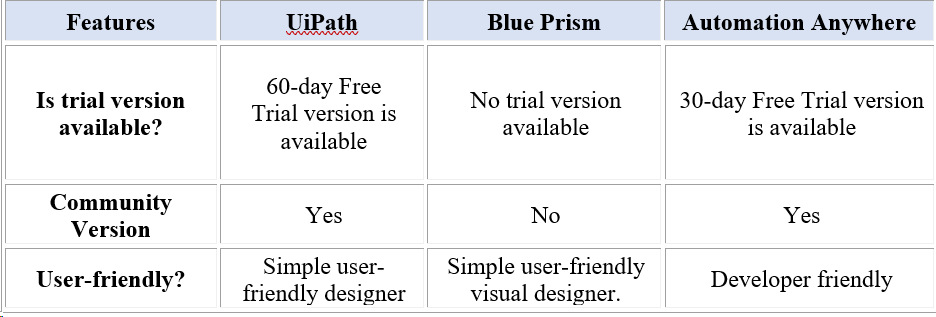 Features UiPath Blue Prism Automation Anywhere
Is trial version
available?
60-day Free
Trial version is
available
No trial version
available
30-day Free Trial version
is available
Community
Version
Yes
No
Yes
User-friendly?
Simple user-
friendly designer
Simple user-friendly
visual designer.
Developer friendly